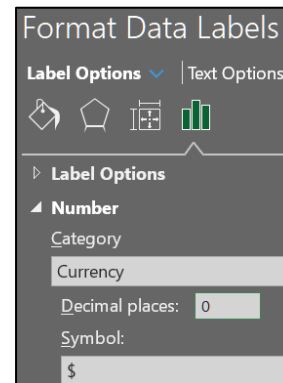 Format Data Labels
Label Options | Text Options
Label Options
Number
Category
Currency
Decimal places: 0
Symbol:
$